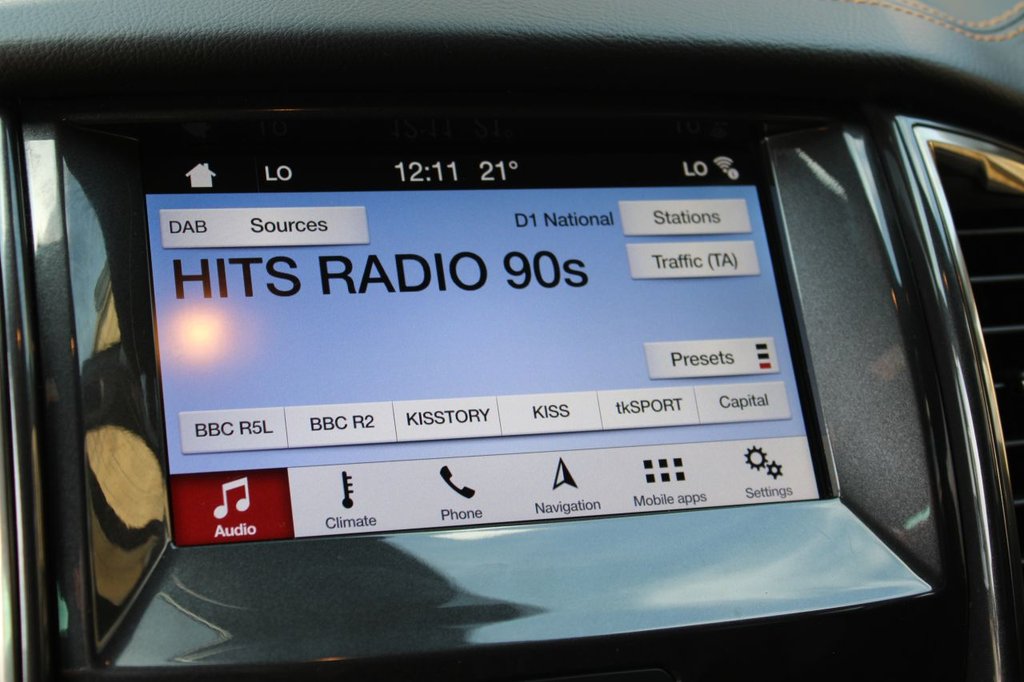 LO 12:11 21° LO
DAB Sources D1 National Stations
HITS RADIO 90s
Traffic (TA)
Presets
BBC R5L BBC R2 KISSTORY KISS tkSPORT Capital
Audio Climate Phone Navigation Mobile apps Settings